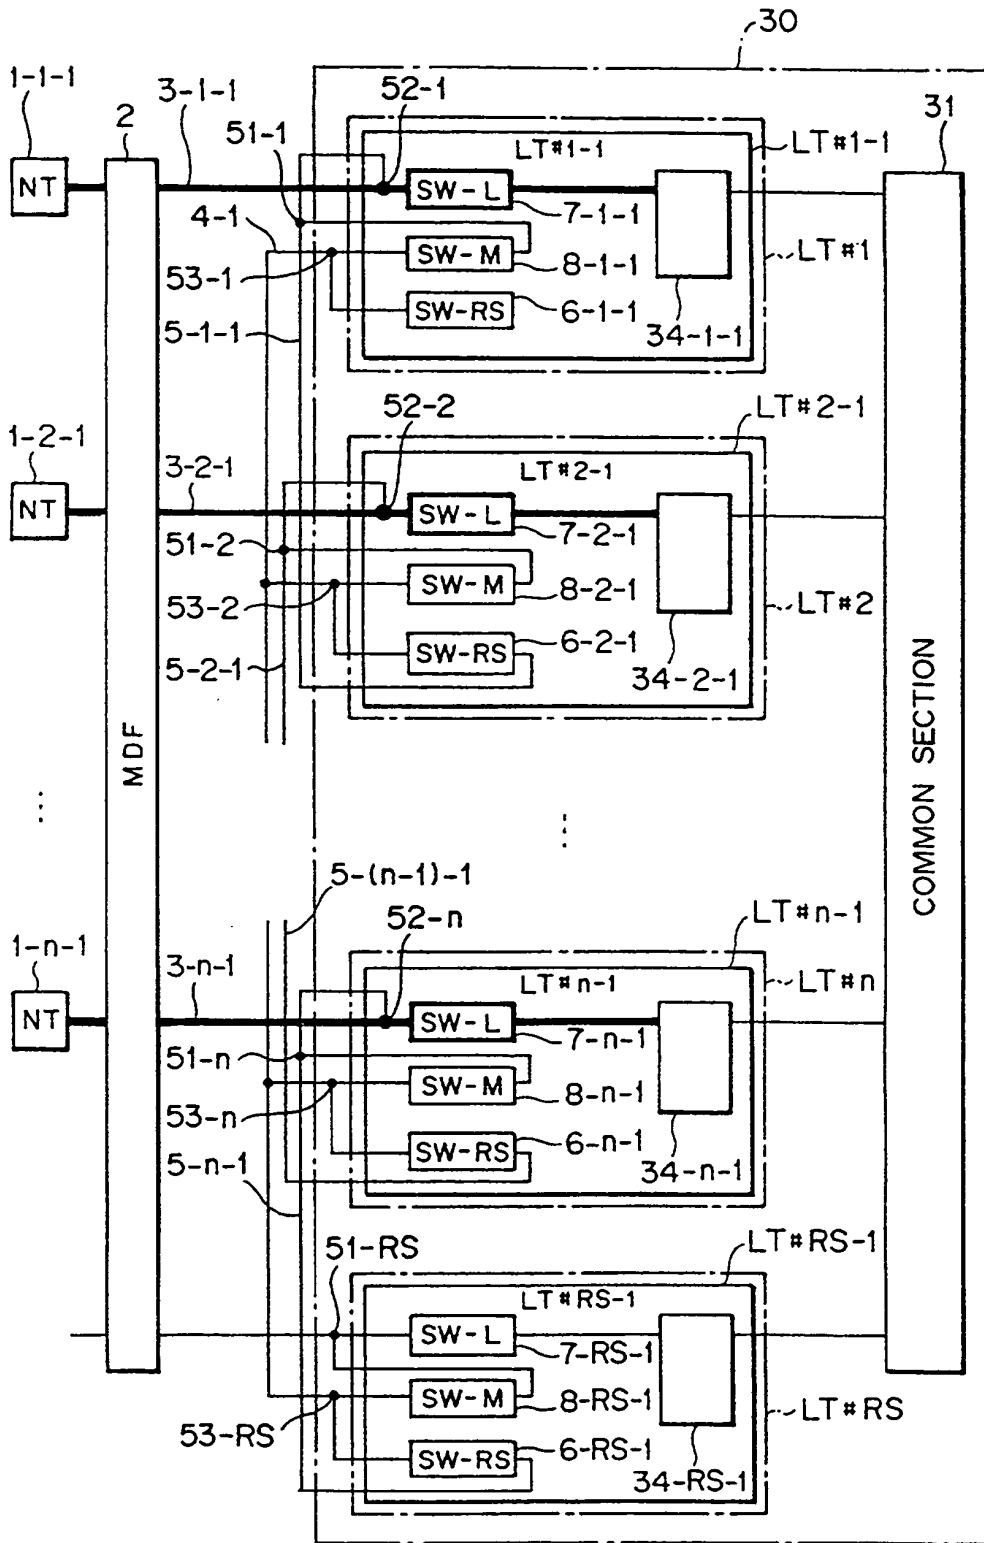 30
1-1-1
2
3-1-1
52-1
31
51-1
LT#1-1
LT#1-1
NT
SW-L
7-1-1
4-1
SW-M
8-1-1
LT#1
53-1
SW-RS
6-1-1
5-1-1
34-1-1
52-2
LT#2-1
1-2-1
3-2-1
LT#2-1
NT
SW-L
7-2-1
51-2
SW-M
8-2-1
LT#2
53-2
SW-RS
6-2-1
5-2-1
34-2-1
MDF
COMMON SECTION
5-(n-1)-1
52-n
LT#n-1
1-n-1
3-n-1
LT#n-1
LT#n
NT
SW-L
7-n-1
51-n
SW-M
8-n-1
53-n
SW-RS
6-n-1
5-n-1
34-n-1
51-RS
LT#RS-1
LT#RS-1
SW-L
7-RS-1
SW-M
8-RS-1
LT#RS
53-RS
SW-RS
6-RS-1
34-RS-1